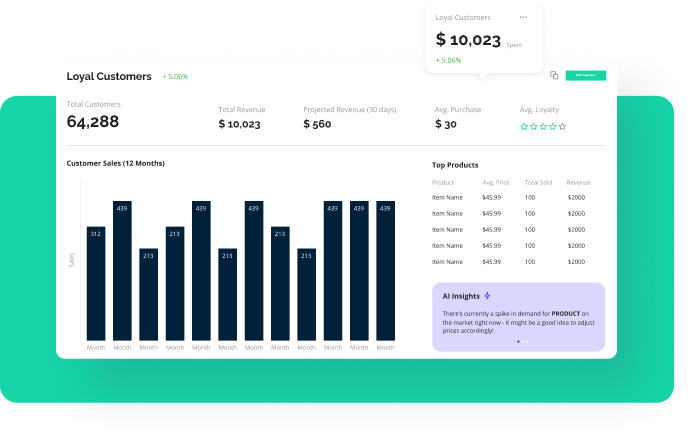 Loyal Customers
$ 10,023 Spent
+ 5.06%
Loyal Customers + 5.06%
Edit Segment
Total Customers
64,288
Total Revenue
$ 10,023
Projected Revenue (30 days)
$ 560
Avg. Purchase
$ 30
Avg. Loyalty
Customer Sales (12 Months)
Sales
312 439 213 213 439 213 439 213 213 439 439 439
Month Month Month Month Month Month Month Month Month Month Month Month
Top Products
Product Avg. Price Total Sold Revenue
Item Name $45.99 100 $2000
Item Name $45.99 100 $2000
Item Name $45.99 100 $2000
Item Name $45.99 100 $2000
Item Name $45.99 100 $2000
AI Insights
There's currently a spike in demand for PRODUCT on
the market right now - it might be a good idea to adjust
prices accordingly!